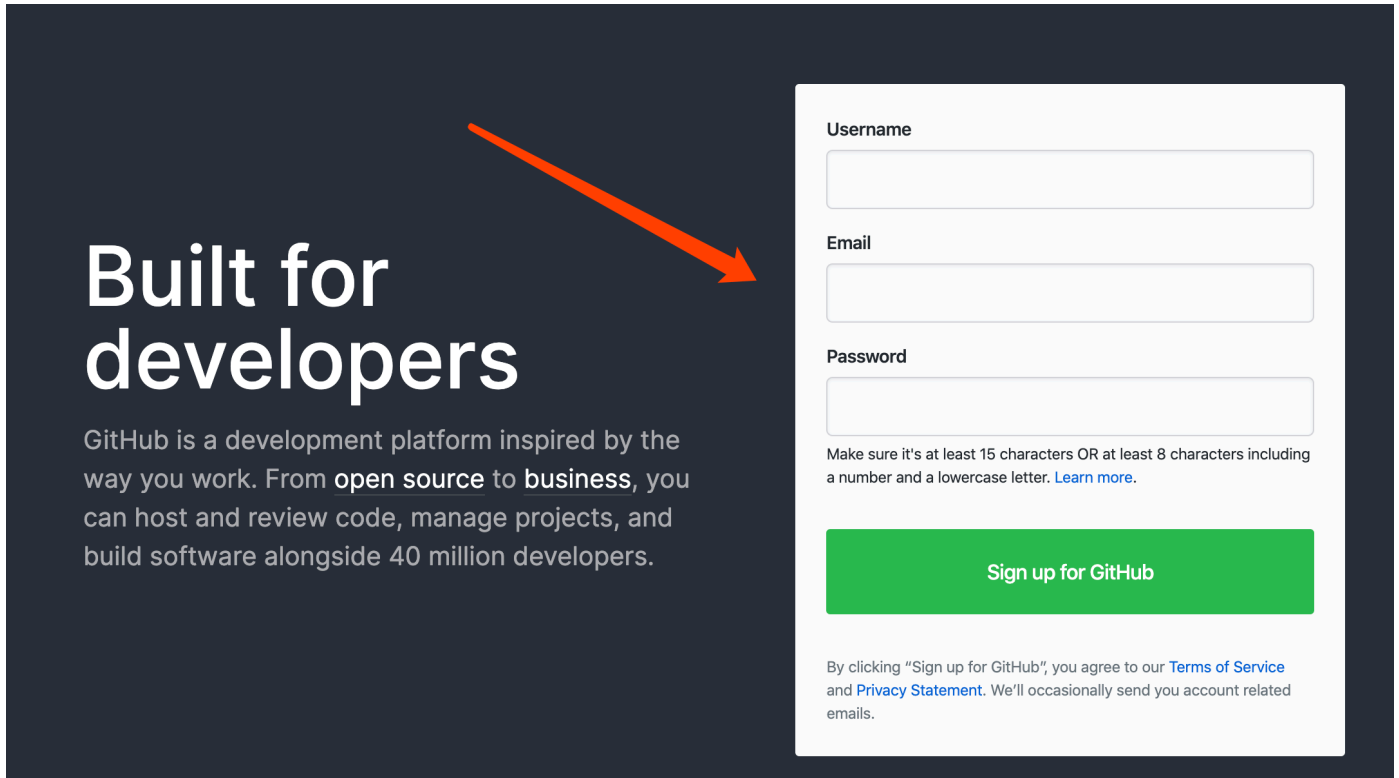 Built for
developers
GitHub is a development platform inspired by the
way you work. From open source to business, you
can host and review code, manage projects, and
build software alongside 40 million developers.
Username
Email
Password
Make sure it's at least 15 characters OR at least 8 characters including
a number and a lowercase letter. Learn more.
Sign up for GitHub
By clicking “Sign up for GitHub”, you agree to our Terms of Service
and Privacy Statement. We’ll occasionally send you account related
emails.